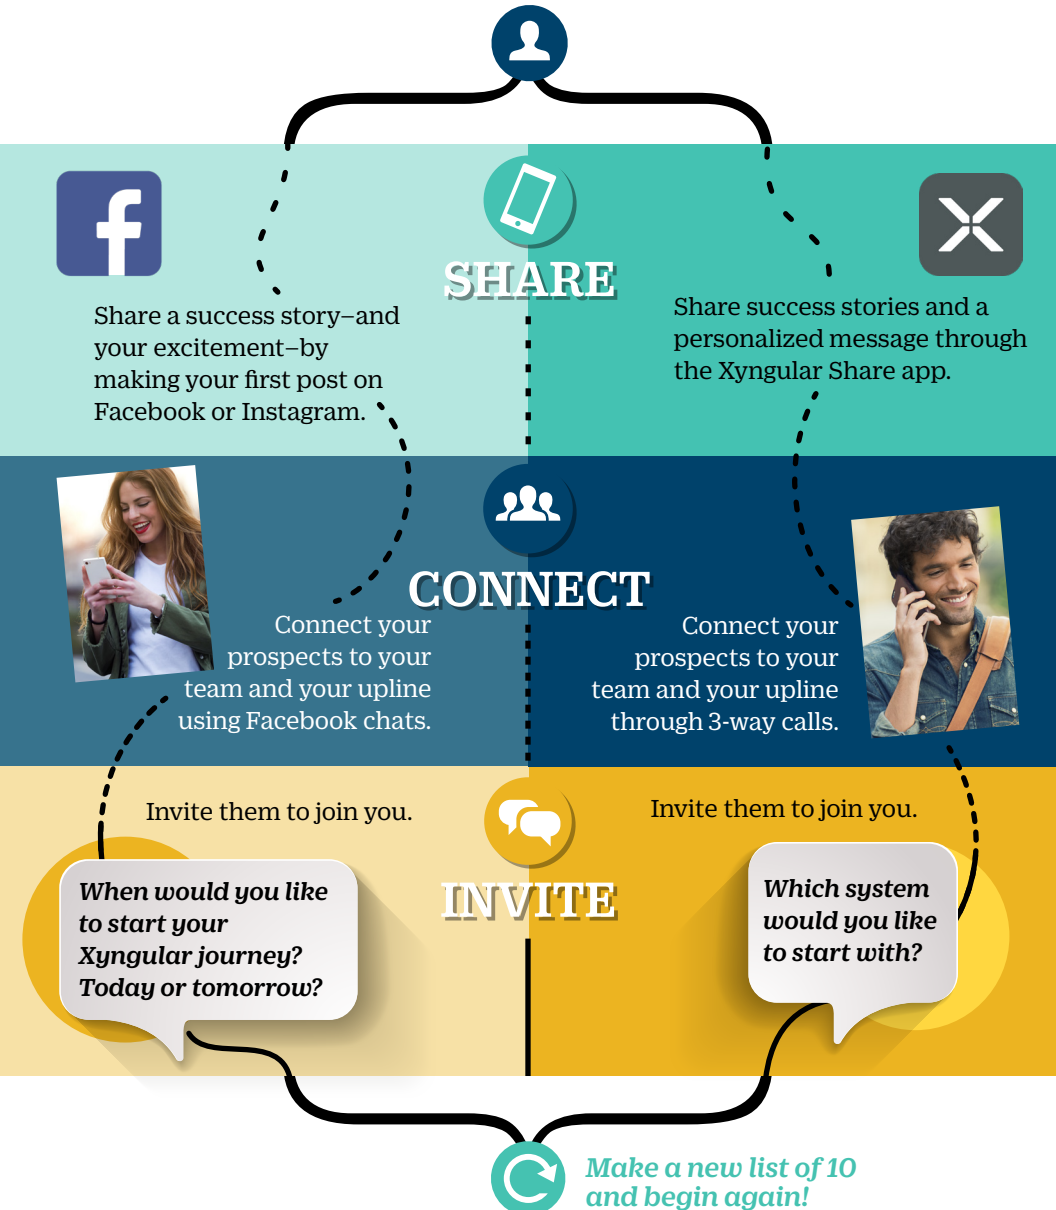 SHARE
Share a success story–and
your excitement–by
making your first post on
Facebook or Instagram.
Share success stories and a
personalized message through
the Xyngular Share app.
CONNECT
Connect your
prospects to your
team and your upline
using Facebook chats.
Connect your
prospects to your
team and your upline
through 3-way calls.
Invite them to join you.
Invite them to join you.
INVITE
When would you like
to start your
Xyngular journey?
Today or tomorrow?
Which system
would you like
to start with?
Make a new list of 10
and begin again!